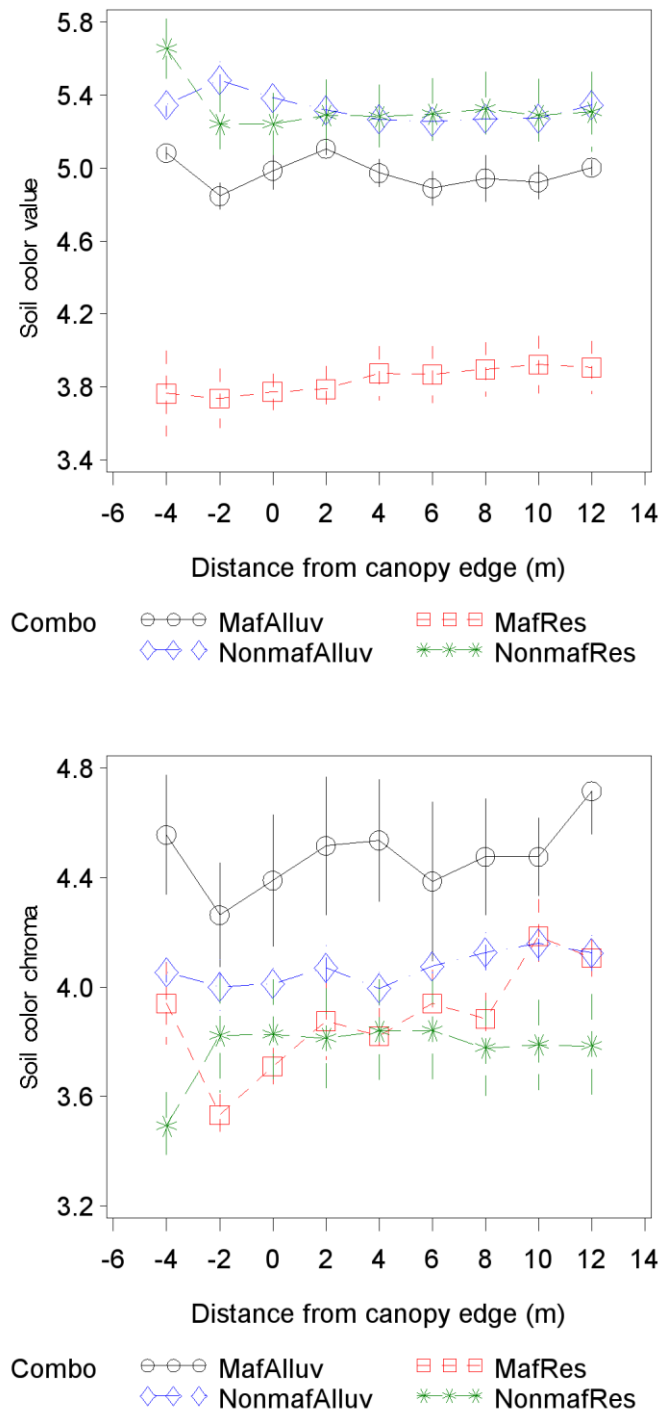 5.8
5.4
5.0
4.6
4.2
3.8
3.4
Soil color value
-6 -4 -2 0 2 4 6 8 10 12 14
Distance from canopy edge (m)
Combo MafAlluv MafRes
NonmafAlluv NonmafRes
4.8
4.4
4.0
3.6
3.2
Soil color chroma
-6 -4 -2 0 2 4 6 8 10 12 14
Distance from canopy edge (m)
Combo MafAlluv MafRes
NonmafAlluv NonmafRes